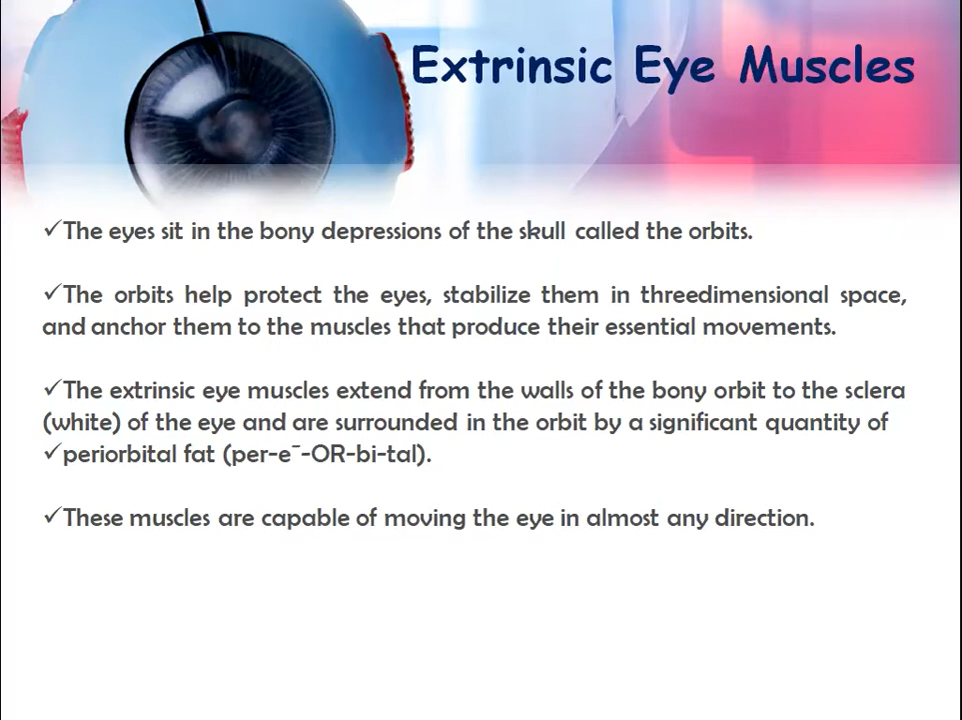 Extrinsic Eye Muscles
✓The eyes sit in the bony depressions of the skull called the orbits.
✓The orbits help protect the eyes, stabilize them in threedimensional space,
and anchor them to the muscles that produce their essential movements.
✓The extrinsic eye muscles extend from the walls of the bony orbit to the sclera
(white) of the eye and are surrounded in the orbit by a significant quantity of
✓periorbital fat (per-e¯-OR-bi-tal).
✓These muscles are capable of moving the eye in almost any direction.